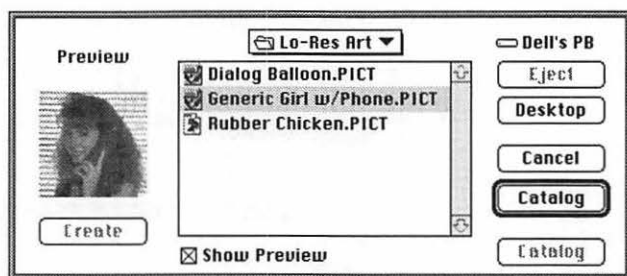 Preview
Create
Lo-Res Art
Dialog Balloon.PICT
Generic Girl w/Phone.PICT
Rubber Chicken.PICT
Show Preview
Dell's PB
Eject
Desktop
Cancel
Catalog
Catalog